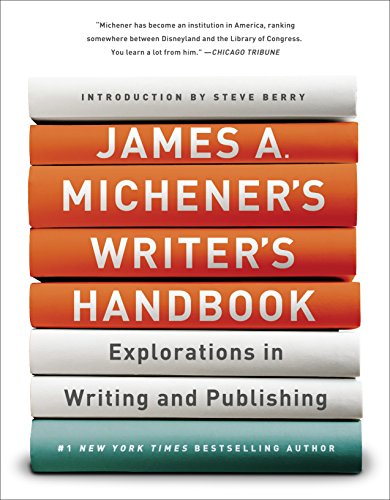 "Michener has become an institution in America, ranking
somewhere between Disneyland and the Library of Congress.
You learn a lot from him." —CHICAGO TRIBUNE
INTRODUCTION BY STEVE BERRY
JAMES A.
MICHENER'S
WRITER'S
HANDBOOK
Explorations in
Writing and Publishing
#1 NEW YORK TIMES BESTSELLING AUTHOR